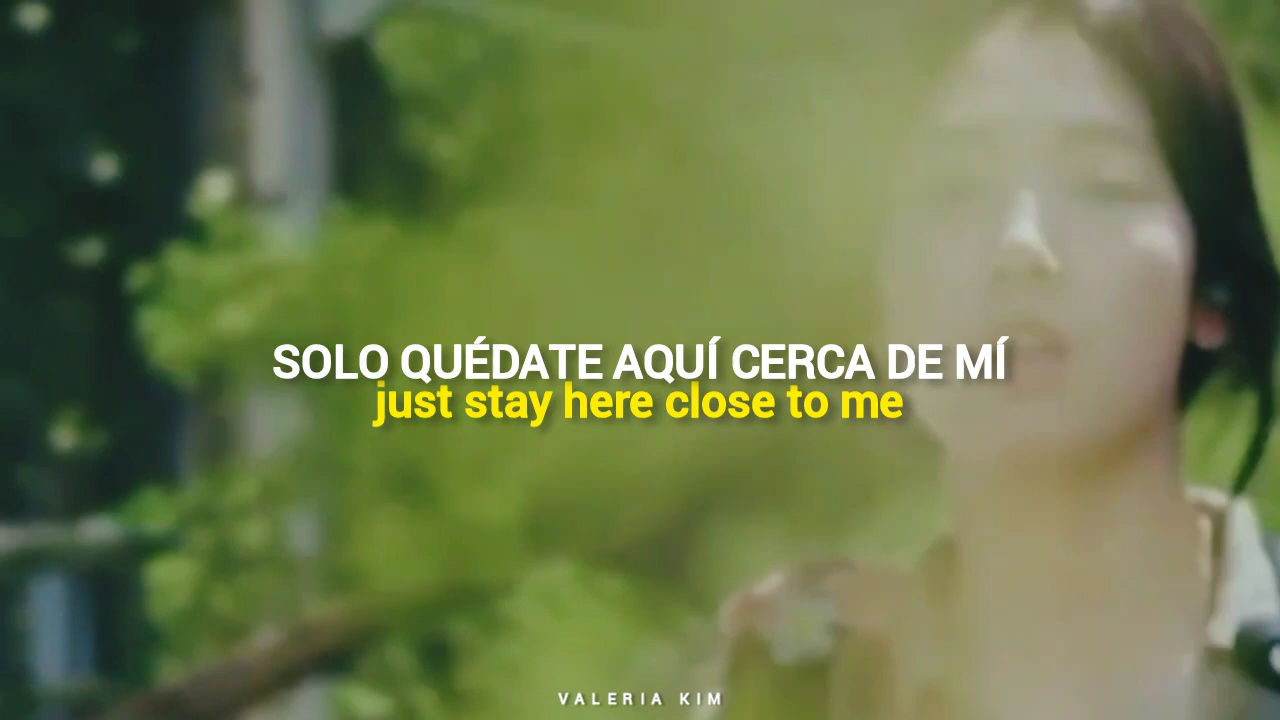 SOLO QUÉDATE AQUÍ CERCA DE MÍ
just stay here close to me
VALERIA KIM